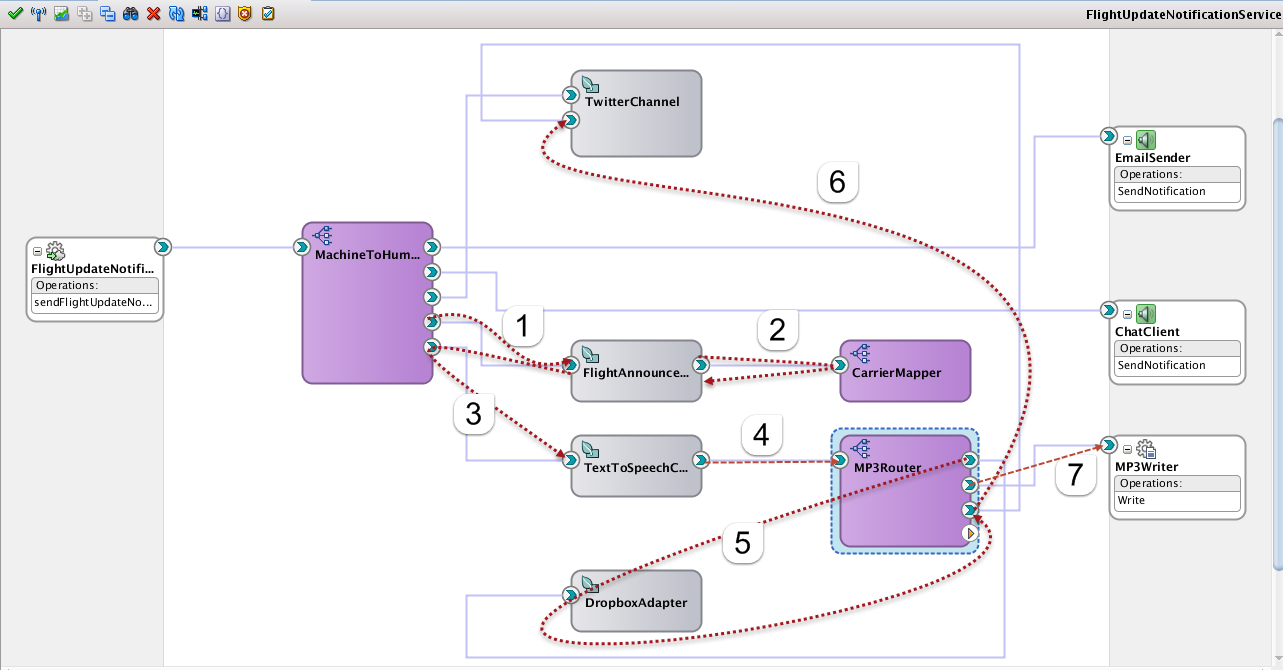 FlightUpdateNotificationService
TwitterChannel
6
EmailSender
Operations:
SendNotification
FlightUpdateNotifi...
Operations:
sendFlightUpdateNo...
MachineToHum...
1
2
FlightAnnounce...
CarrierMapper
ChatClient
Operations:
SendNotification
3
4
TextToSpeechC...
MP3Router
7
MP3Writer
Operations:
Write
5
DropboxAdapter